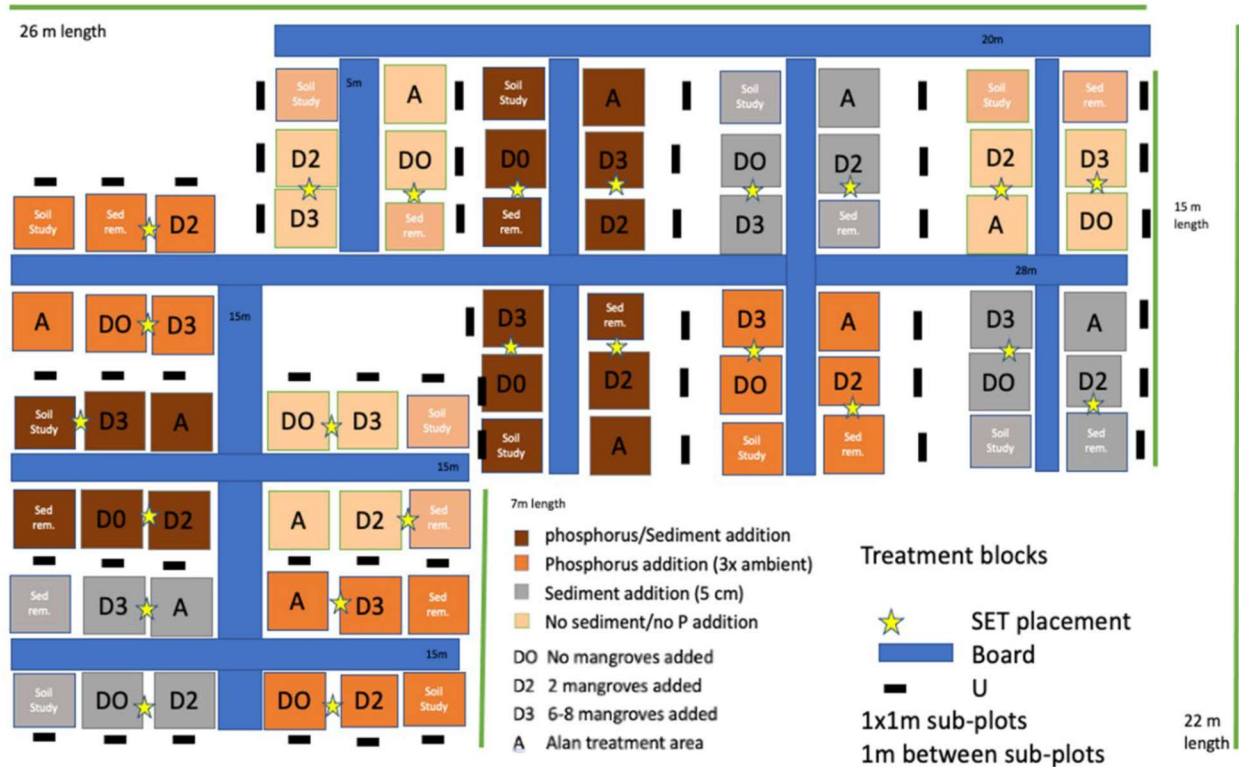 26 m length
20m
5m
Soil
Study
A
Soil
Study
A
Soil
Study
A
Soil
Study
Sed
rem.
D2
DO
D0
D3
DO
D2
D2
D3
D3
Sed
rem.
Sed
rem.
D2
D3
Sed
rem.
A
DO
Soil
Study
Sed
rem.
D2
15 m
length
28m
A
DO
D3
15m
D3
Sed
rem.
D3
A
D3
A
D0
D2
DO
D2
DO
D2
Soil
Study
D3
A
DO
D3
Soil
Study
Soil
Study
A
Soil
Study
Sed
rem.
Soil
Study
Sed
rem.
15m
Sed
rem.
D0
D2
A
D2
Sed
rem.
Sed
rem.
D3
A
A
D3
Sed
rem.
15m
Soil
Study
DO
D2
DO
D2
Soil
Study
7m length
phosphorus/Sediment addition
Phosphorus addition (3x ambient)
Sediment addition (5 cm)
No sediment/no P addition
DO No mangroves added
D2 2 mangroves added
D3 6-8 mangroves added
A Alan treatment area
Treatment blocks
SET placement
Board
U
1x1m sub-plots
1m between sub-plots
22 m
length